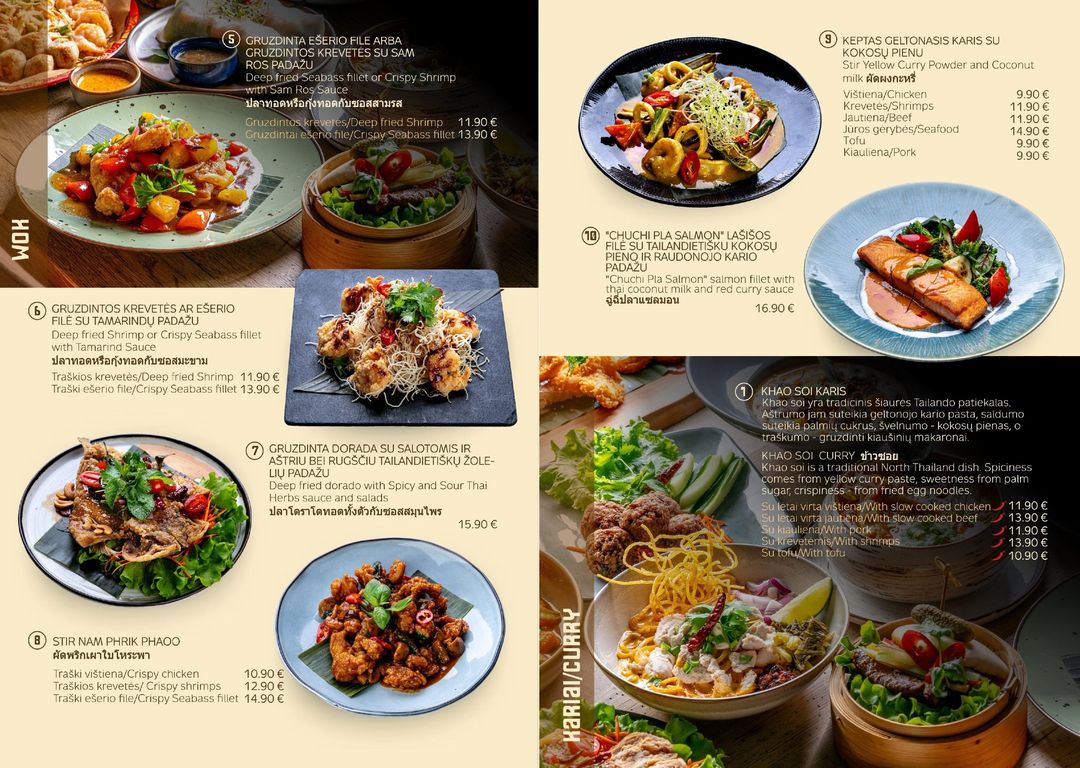 WOK
5 GRUZDINTA EŠERIO FILE ARBA
GRUZDINTOS KREVETĖS SU SAM
ROS PADAŽU
Deep fried Seabass fillet or Crispy Shrimp
with Sam Ros Sauce
ปลาทอดหรือกุ้งทอดกับซอสสามรส
Gruzdintos krevetės/Deep fried Shrimp 11.90 €
Gruzdintai ešerio file/Crispy Seabass fillet 13.90 €
6 GRUZDINTOS KREVETĖS AR EŠERIO
FILĖ SU TAMARINDŲ PADAŽU
Deep fried Shrimp or Crispy Seabass fillet
with Tamarind Sauce
ปลาทอดหรือกุ้งทอดกับซอสมะขาม
Traškios krevetės/Deep fried Shrimp 11.90 €
Traški ešerio file/Crispy Seabass fillet 13.90 €
7 GRUZDINTA DORADA SU SALOTOMIS IR
AŠTRIU BEI RUGŠČIU TAILANDIETIŠKŲ ŽOLE-
LIŲ PADAŽU
Deep fried dorado with Spicy and Sour Thai
Herbs sauce and salads
ปลาโดราโดทอดทั้งตัวกับซอสสมุนไพร
15.90 €
8 STIR NAM PHRIK PHAOO
ผัดพริกเผาใบโหระพา
Traški vištiena/Crispy chicken 10.90 €
Traškios krevetės/ Crispy shrimps 12.90 €
Traški ešerio file/Crispy Seabass fillet 14.90 €
9 KEPTAS GELTONASIS KARIS SU
KOKOSŲ PIENU
Stir Yellow Curry Powder and Coconut
milk ผัดผงกะหรี่
Vištiena/Chicken 9.90 €
Krevetės/Shrimps 11.90 €
Jautiena/Beef 11.90 €
Jūros gėrybės/Seafood 14.90 €
Tofu 9.90 €
Kiauliena/Pork 9.90 €
10 "CHUCHI PLA SALMON" LAŠIŠOS
FILĖ SU TAILANDIETIŠKU KOKOSŲ
PIENO IR RAUDONOJO KARIO
PADAŽU
"Chuchi Pla Salmon" salmon fillet with
thai coconut milk and red curry sauce
ฉู่ฉี่ปลาแซลมอน
16.90 €
KARIAI/CURRY
1 KHAO SOI KARIS
Khao soi yra tradicinis šiaurės Tailando patiekalas.
Aštrumo jam suteikia geltonojo kario pasta, saldumo
suteikia palmių cukrus, švelnumo - kokosų pienas, o
traškumo - gruzdinti kiaušinių makaronai.
KHAO SOI CURRY ข้าวซอย
Khao soi is a traditional North Thailand dish. Spiciness
comes from yellow curry paste, sweetness from palm
sugar, crispiness - from fried egg noodles.
Su lėtai virta vištiena/With slow cooked chicken 11.90 €
Su lėtai virta jautiena/With slow cooked beef 13.90 €
Su kiauliena/With pork 11.90 €
Su krevetėmis/With shrimps 13.90 €
Su tofu/With tofu 10.90 €